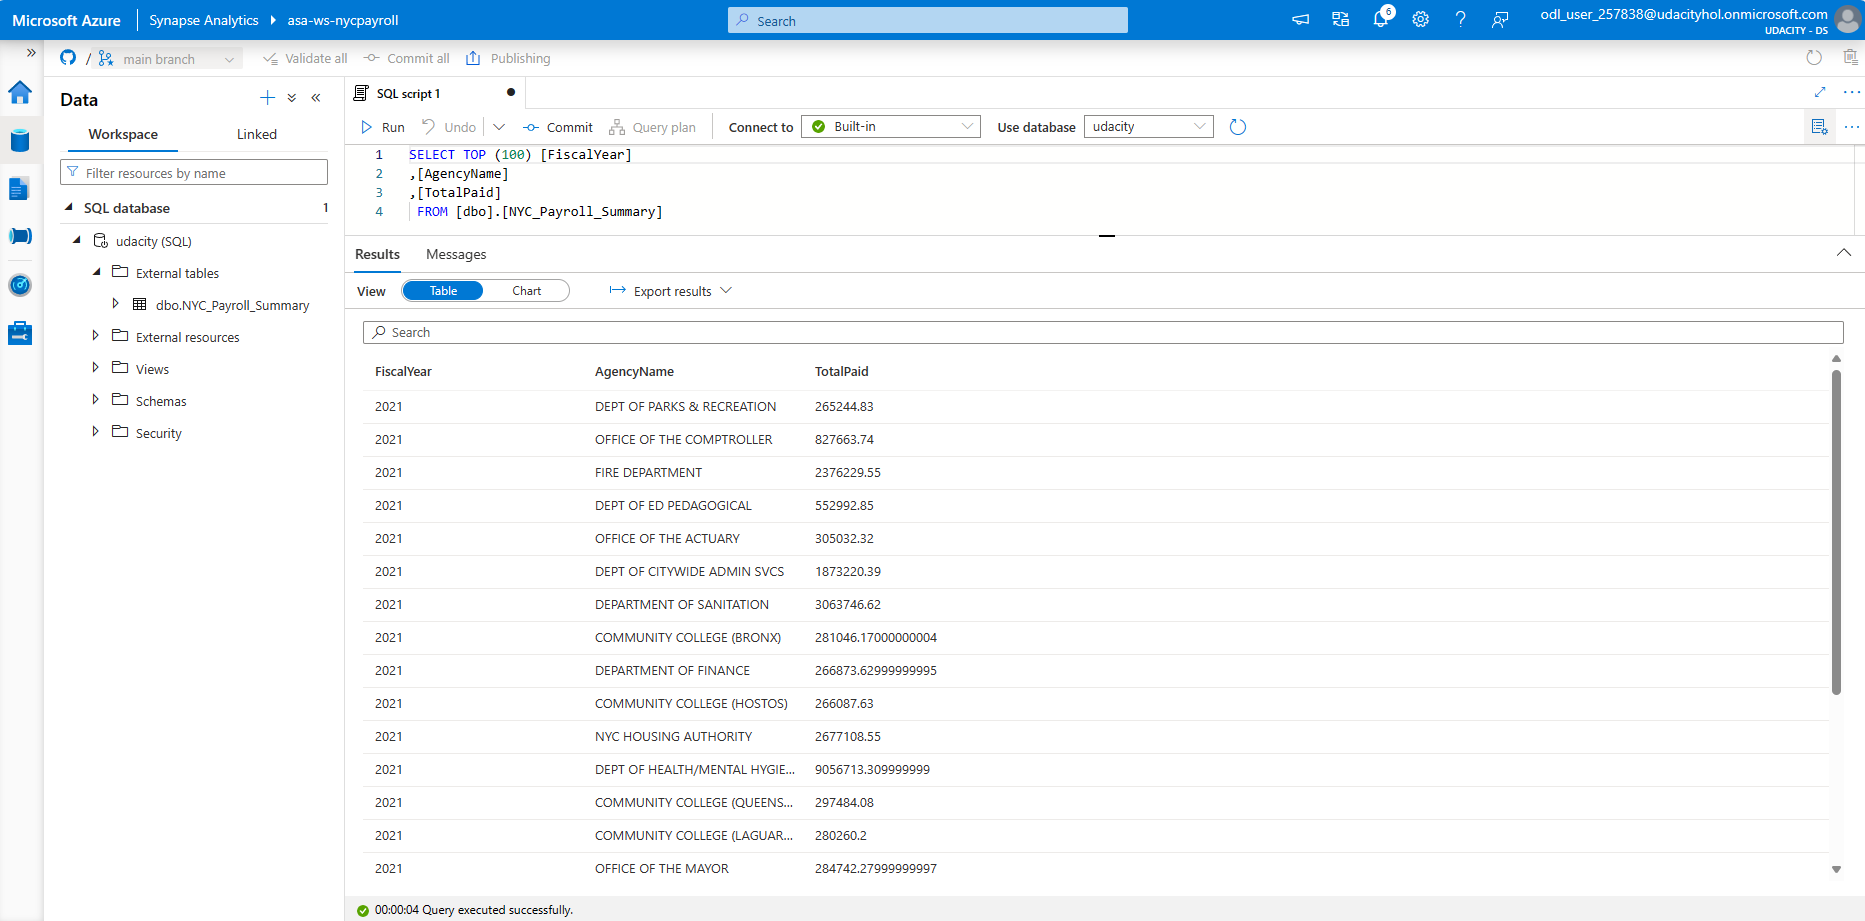 Microsoft Azure Synapse Analytics asa-ws-nycpayroll Search 6 odl_user_257838@udacityhol.onmicrosoft.com
UDACITY - DS
/ main branch Validate all Commit all Publishing
Data
Workspace Linked
Filter resources by name
SQL database 1
udacity (SQL)
External tables
dbo.NYC_Payroll_Summary
External resources
Views
Schemas
Security
SQL script 1
Run Undo Commit Query plan Connect to Built-in Use database udacity
1 SELECT TOP (100) [FiscalYear]
2 ,[AgencyName]
3 ,[TotalPaid]
4 FROM [dbo].[NYC_Payroll_Summary]
Results Messages
View Table Chart Export results
Search
FiscalYear AgencyName TotalPaid
2021 DEPT OF PARKS & RECREATION 265244.83
2021 OFFICE OF THE COMPTROLLER 827663.74
2021 FIRE DEPARTMENT 2376229.55
2021 DEPT OF ED PEDAGOGICAL 552992.85
2021 OFFICE OF THE ACTUARY 305032.32
2021 DEPT OF CITYWIDE ADMIN SVCS 1873220.39
2021 DEPARTMENT OF SANITATION 3063746.62
2021 COMMUNITY COLLEGE (BRONX) 281046.17000000004
2021 DEPARTMENT OF FINANCE 266873.62999999995
2021 COMMUNITY COLLEGE (HOSTOS) 266087.63
2021 NYC HOUSING AUTHORITY 2677108.55
2021 DEPT OF HEALTH/MENTAL HYGIE... 9056713.309999999
2021 COMMUNITY COLLEGE (QUEENS... 297484.08
2021 COMMUNITY COLLEGE (LAGUAR... 280260.2
2021 OFFICE OF THE MAYOR 284742.27999999997
00:00:04 Query executed successfully.